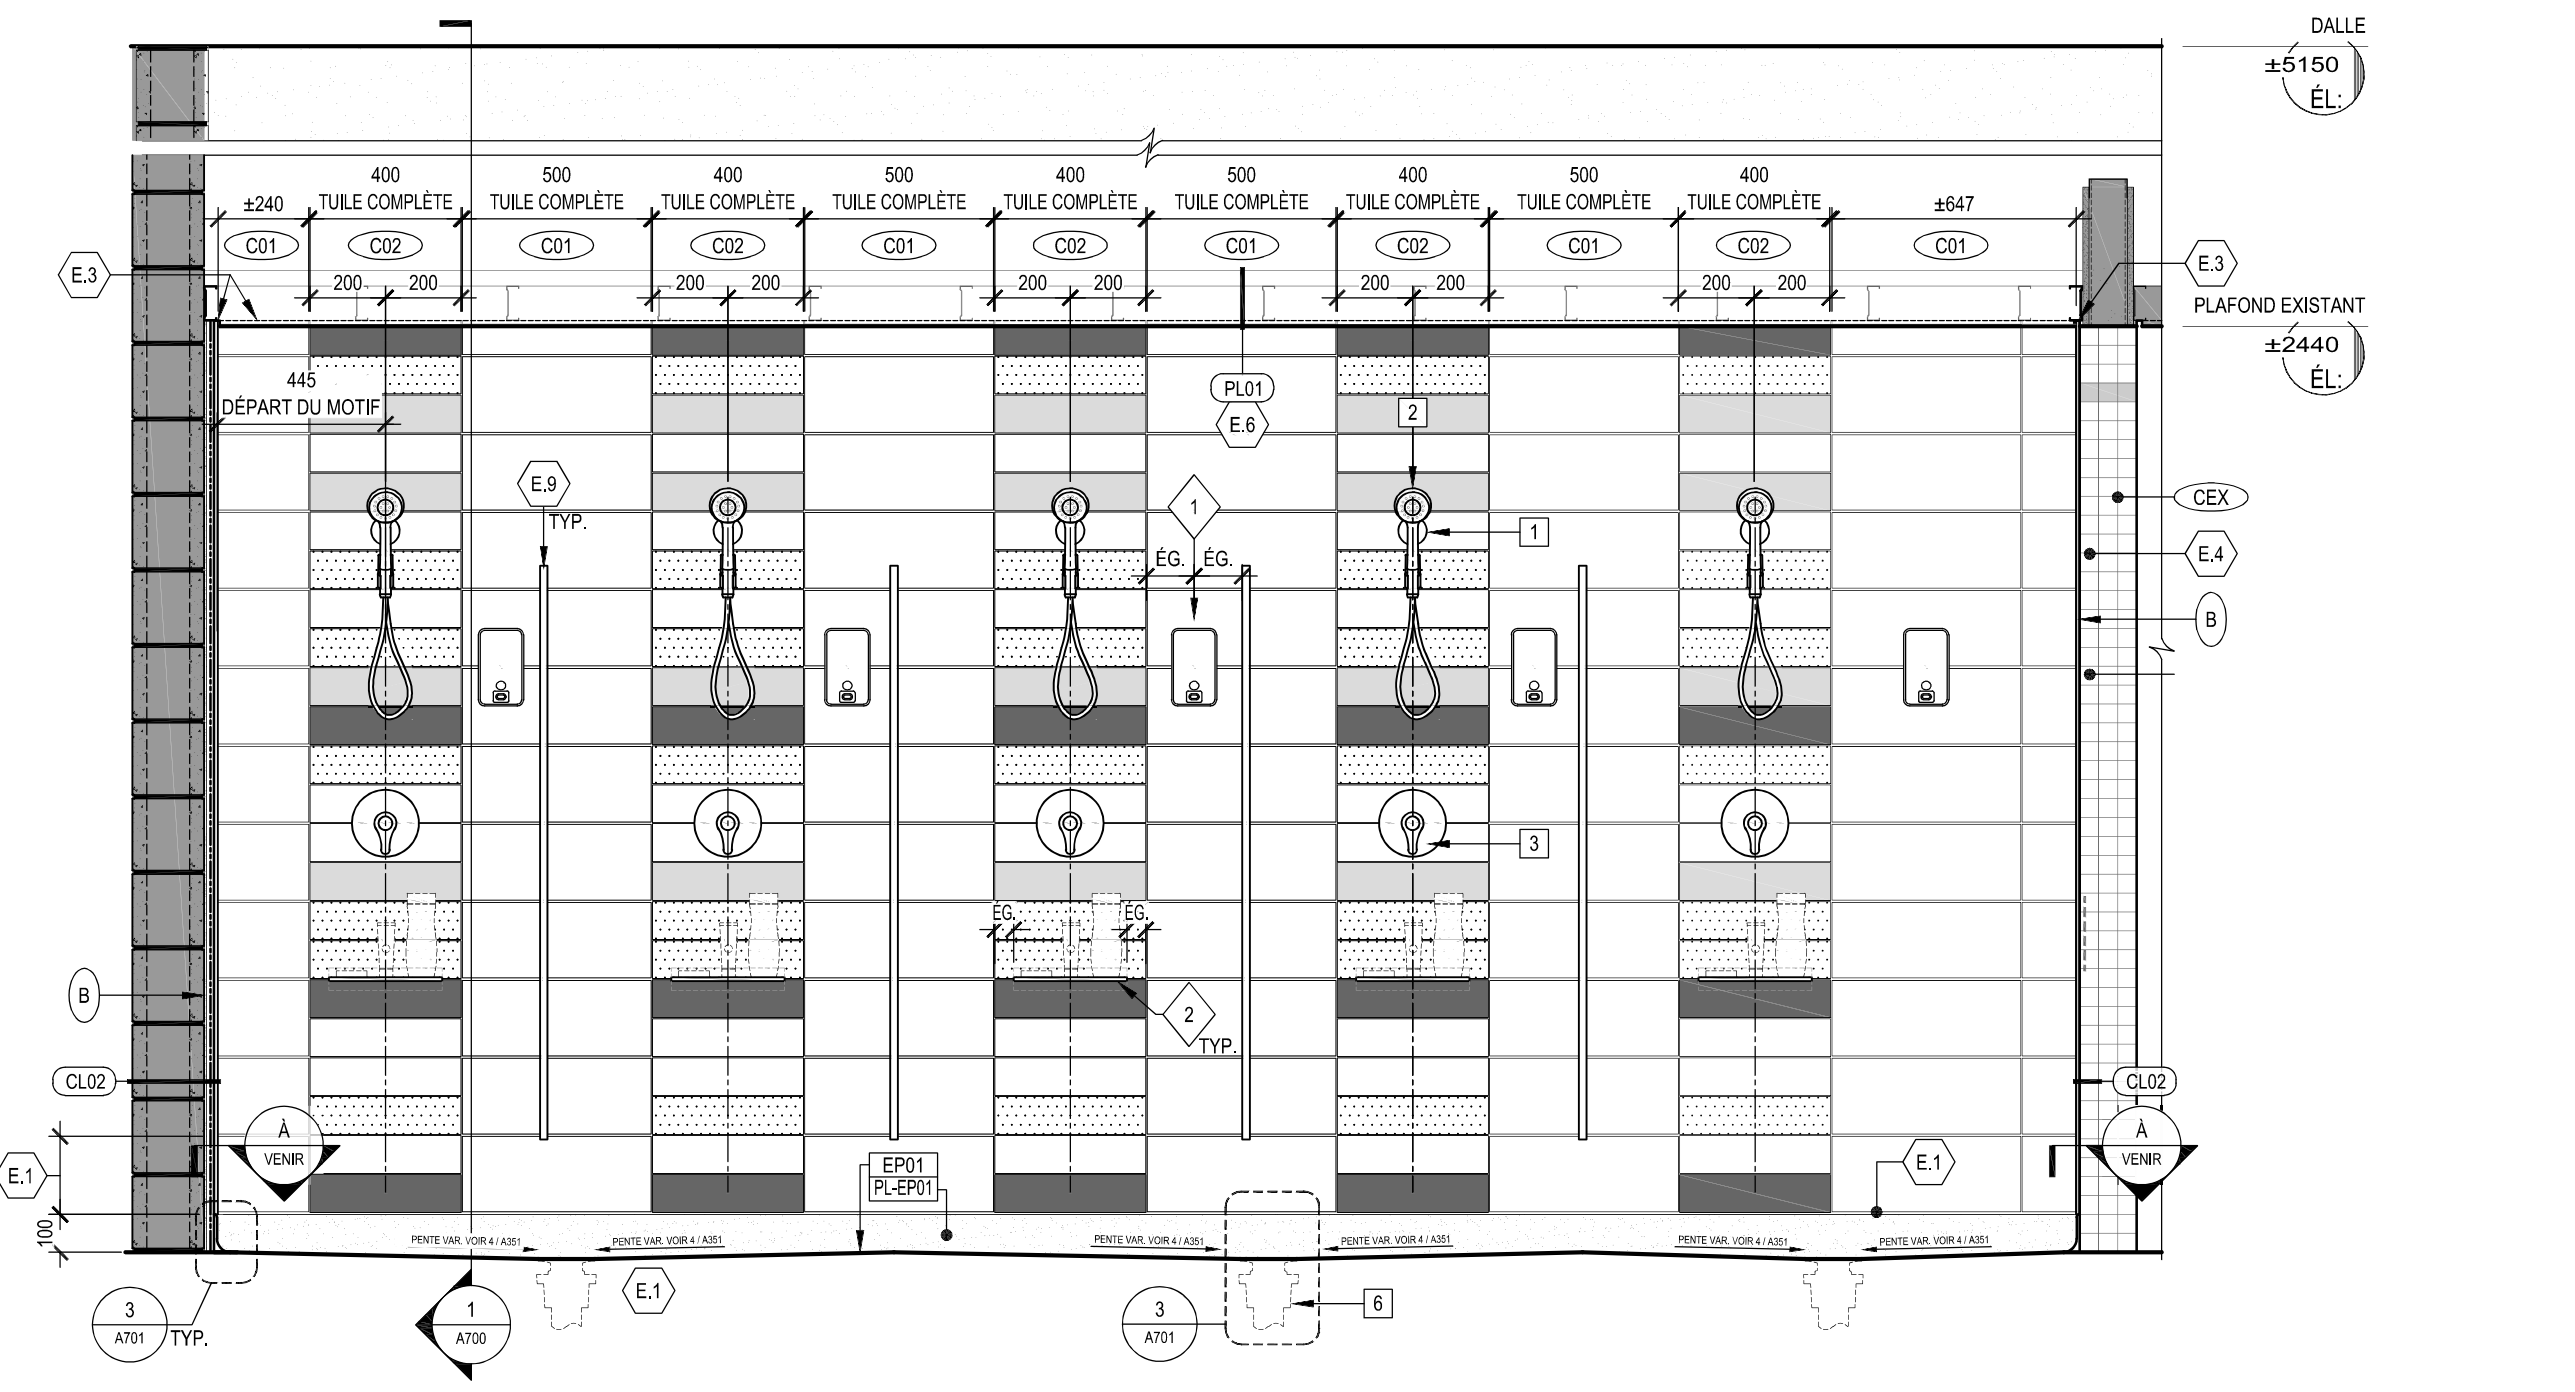 DALLE
±5150
ÉL:
400 500 400 500 400 500 400 500 400
±240 TUILE COMPLÈTE TUILE COMPLÈTE TUILE COMPLÈTE TUILE COMPLÈTE TUILE COMPLÈTE TUILE COMPLÈTE TUILE COMPLÈTE TUILE COMPLÈTE TUILE COMPLÈTE ±647
C01 C02 C01 C02 C01 C02 C01 C02 C01 C02 C01
E.3 E.3
200 200 200 200 200 200 200 200 200 200
PLAFOND EXISTANT
±2440
ÉL:
445
DÉPART DU MOTIF
PL01
E.6
2
E.9
TYP.
1
CEX
1
ÉG. ÉG.
E.4
B
3
ÉG. ÉG.
B
2
TYP.
CL02 CL02
À
VENIR
À
VENIR
E.1
EP01
PL-EP01
E.1
100
PENTE VAR. VOIR 4 / A351 PENTE VAR. VOIR 4 / A351 PENTE VAR. VOIR 4 / A351 PENTE VAR. VOIR 4 / A351 PENTE VAR. VOIR 4 / A351 PENTE VAR. VOIR 4 / A351
E.1
6
3
A701
TYP.
1
A700
3
A701